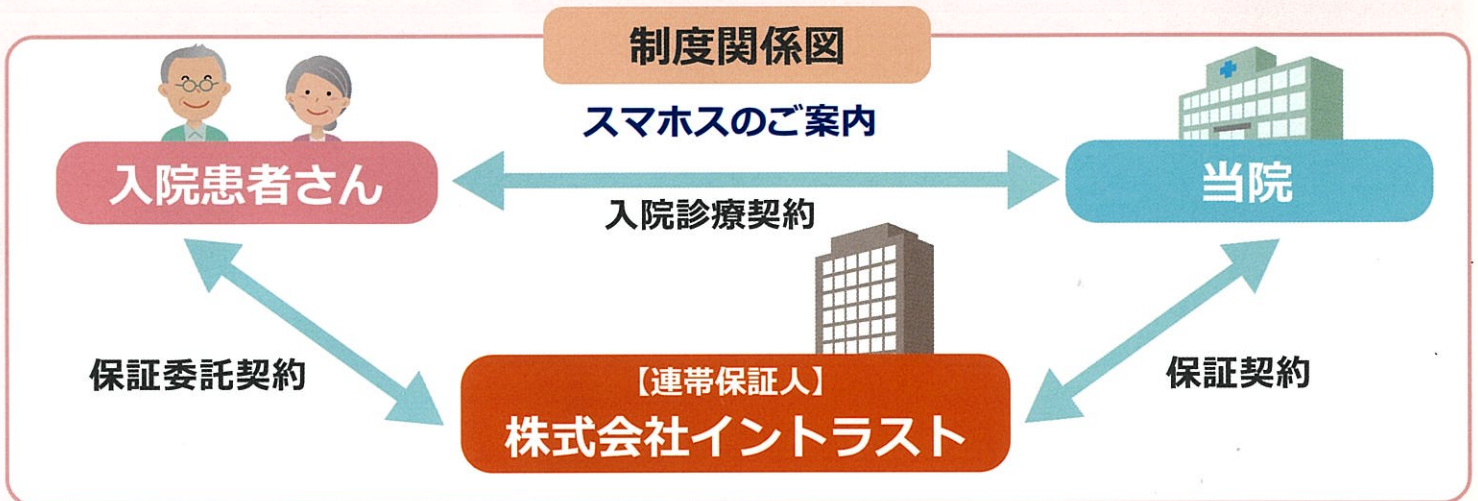 制度関係図
スマホスのご案内
入院患者さん
当院
入院診療契約
保証委託契約
保証契約
【連帯保証人】
株式会社イントラスト